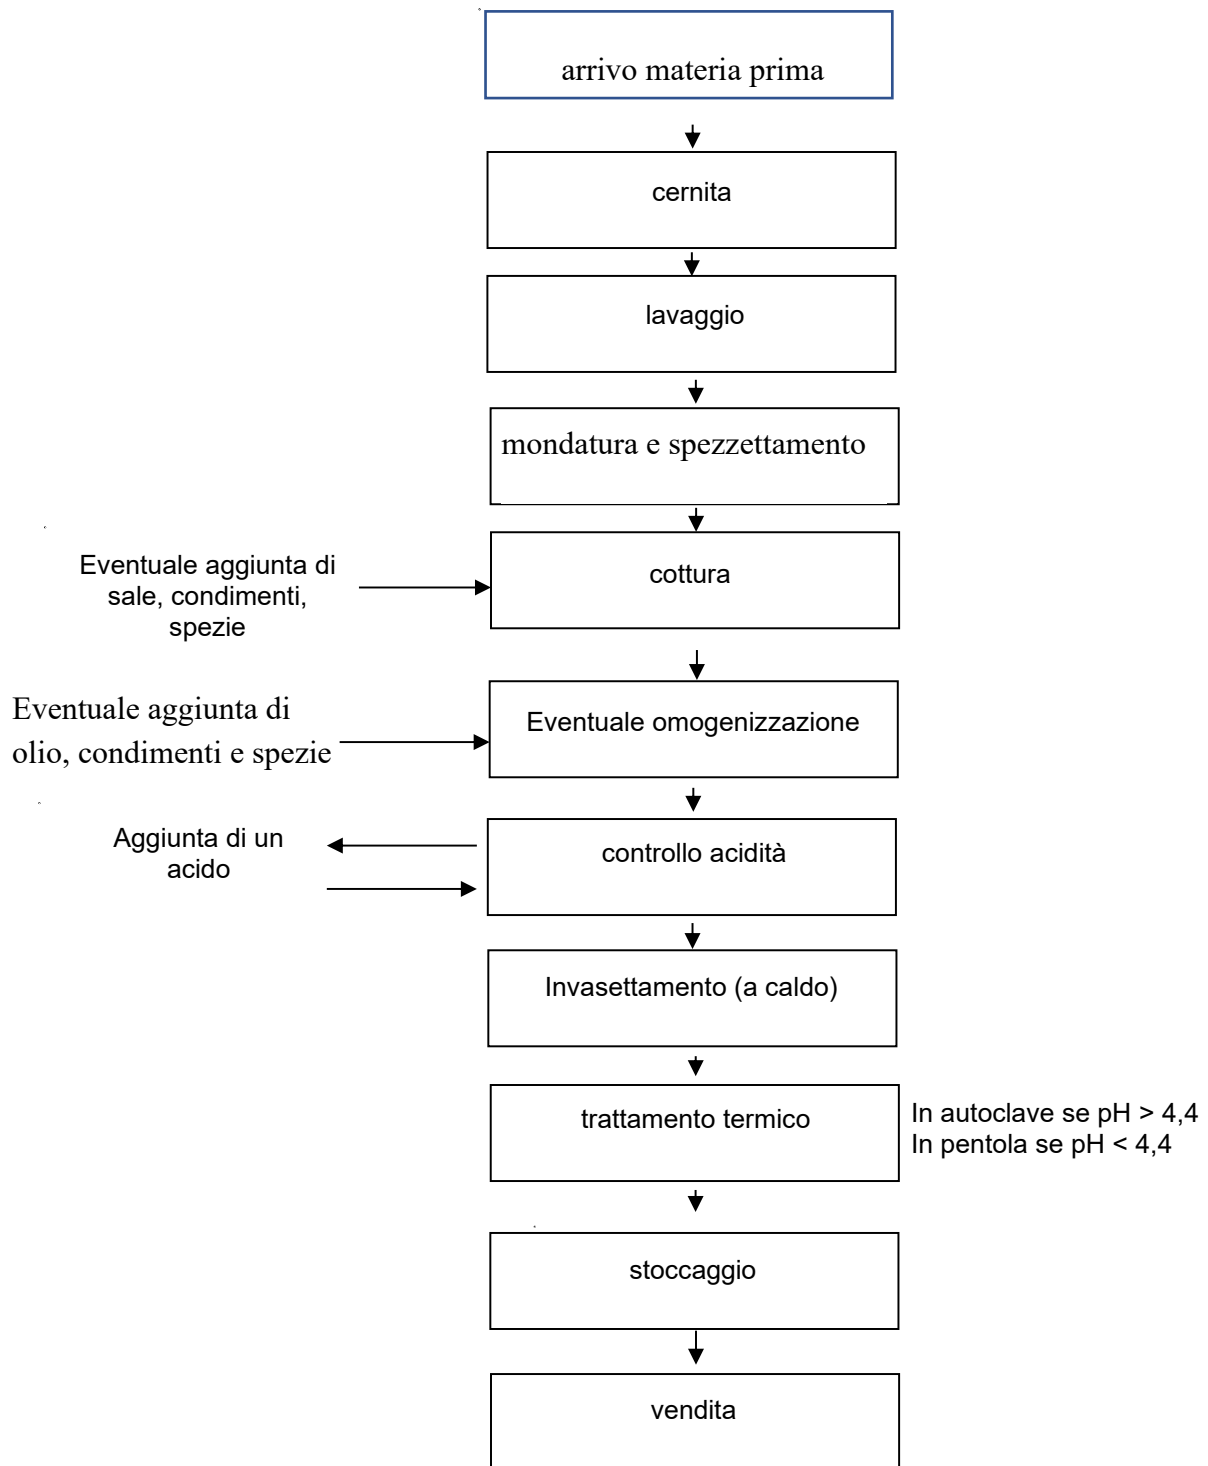 arrivo materia prima
cernita
lavaggio
mondatura e spezzettamento
Eventuale aggiunta di
sale, condimenti,
spezie
cottura
Eventuale aggiunta di
olio, condimenti e spezie
Eventuale omogenizzazione
Aggiunta di un
acido
controllo acidità
Invasettamento (a caldo)
trattamento termico
In autoclave se pH > 4,4
In pentola se pH < 4,4
stoccaggio
vendita